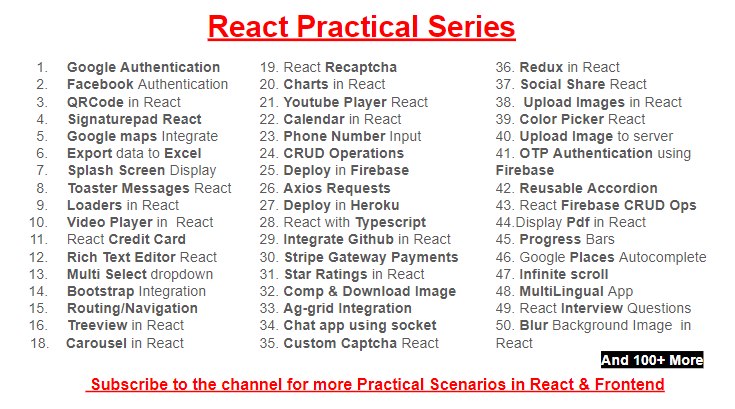 React Practical Series
1. Google Authentication
2. Facebook Authentication
3. QRCode in React
4. Signaturepad React
5. Google maps Integrate
6. Export data to Excel
7. Splash Screen Display
8. Toaster Messages React
9. Loaders in React
10. Video Player in React
11. React Credit Card
12. Rich Text Editor React
13. Multi Select dropdown
14. Bootstrap Integration
15. Routing/Navigation
16. Treeview in React
18. Carousel in React
19. React Recaptcha
20. Charts in React
21. Youtube Player React
22. Calendar in React
23. Phone Number Input
24. CRUD Operations
25. Deploy in Firebase
26. Axios Requests
27. Deploy in Heroku
28. React with Typescript
29. Integrate Github in React
30. Stripe Gateway Payments
31. Star Ratings in React
32. Comp & Download Image
33. Ag-grid Integration
34. Chat app using socket
35. Custom Captcha React
36. Redux in React
37. Social Share React
38. Upload Images in React
39. Color Picker React
40. Upload Image to server
41. OTP Authentication using
Firebase
42. Reusable Accordion
43. React Firebase CRUD Ops
44.Display Pdf in React
45. Progress Bars
46. Google Places Autocomplete
47. Infinite scroll
48. MultiLingual App
49. React Interview Questions
50. Blur Background Image in
React
And 100+ More
Subscribe to the channel for more Practical Scenarios in React & Frontend